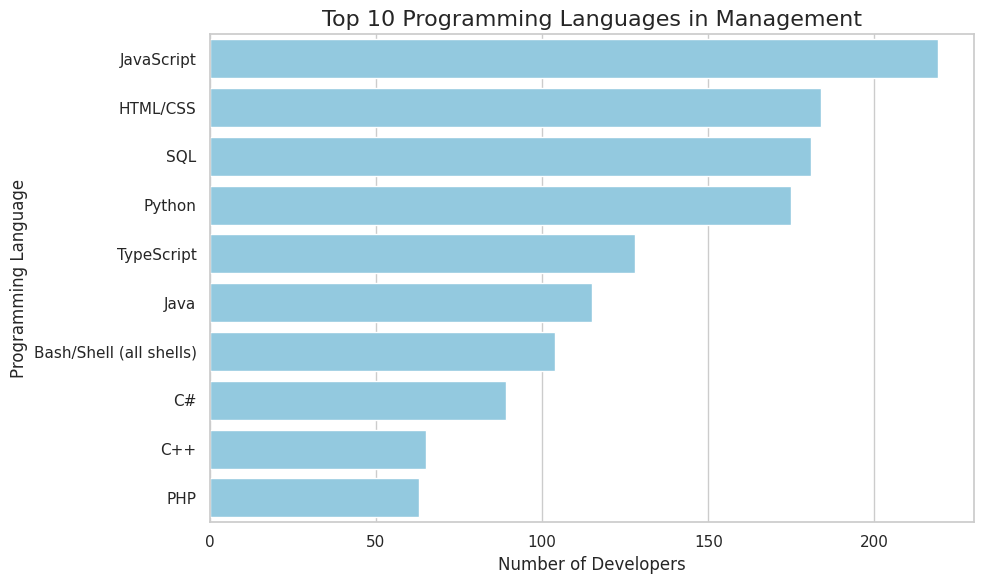 Top 10 Programming Languages in Management
Programming Language
JavaScript
HTML/CSS
SQL
Python
TypeScript
Java
Bash/Shell (all shells)
C#
C++
PHP
0 50 100 150 200
Number of Developers